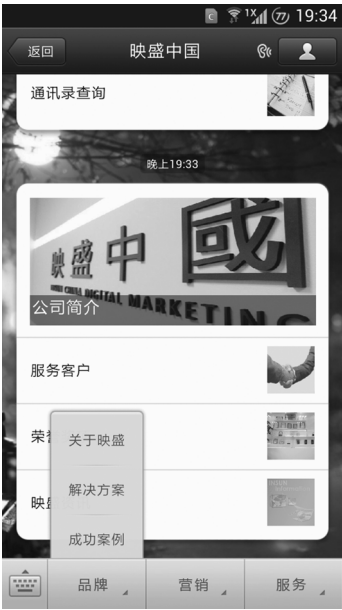 1X 77 19:34
返回 映盛中国
通讯录查询
晚上19:33
映盛中國
DIGITAL MARKETING
公司简介
服务客户
荣
映
关于映盛
解决方案
成功案例
品牌 营销 服务